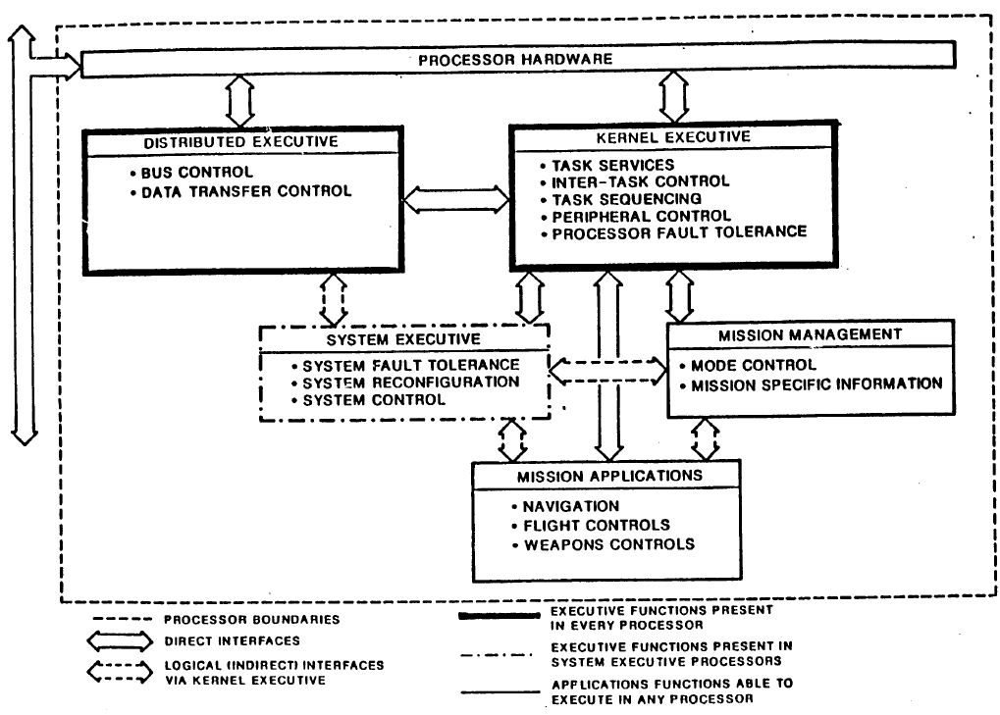 PROCESSOR HARDWARE
DISTRIBUTED EXECUTIVE
• BUS CONTROL
• DATA TRANSFER CONTROL
KERNEL EXECUTIVE
• TASK SERVICES
• INTER-TASK CONTROL
• TASK SEQUENCING
• PERIPHERAL CONTROL
• PROCESSOR FAULT TOLERANCE
SYSTEM EXECUTIVE
• SYSTEM FAULT TOLERANCE
• SYSTEM RECONFIGURATION
• SYSTEM CONTROL
MISSION MANAGEMENT
• MODE CONTROL
• MISSION SPECIFIC INFORMATION
MISSION APPLICATIONS
• NAVIGATION
• FLIGHT CONTROLS
• WEAPONS CONTROLS
PROCESSOR BOUNDARIES
DIRECT INTERFACES
LOGICAL (INDIRECT) INTERFACES
VIA KERNEL EXECUTIVE
EXECUTIVE FUNCTIONS PRESENT
IN EVERY PROCESSOR
EXECUTIVE FUNCTIONS PRESENT IN
SYSTEM EXECUTIVE PROCESSORS
APPLICATIONS FUNCTIONS ABLE TO
EXECUTE IN ANY PROCESSOR